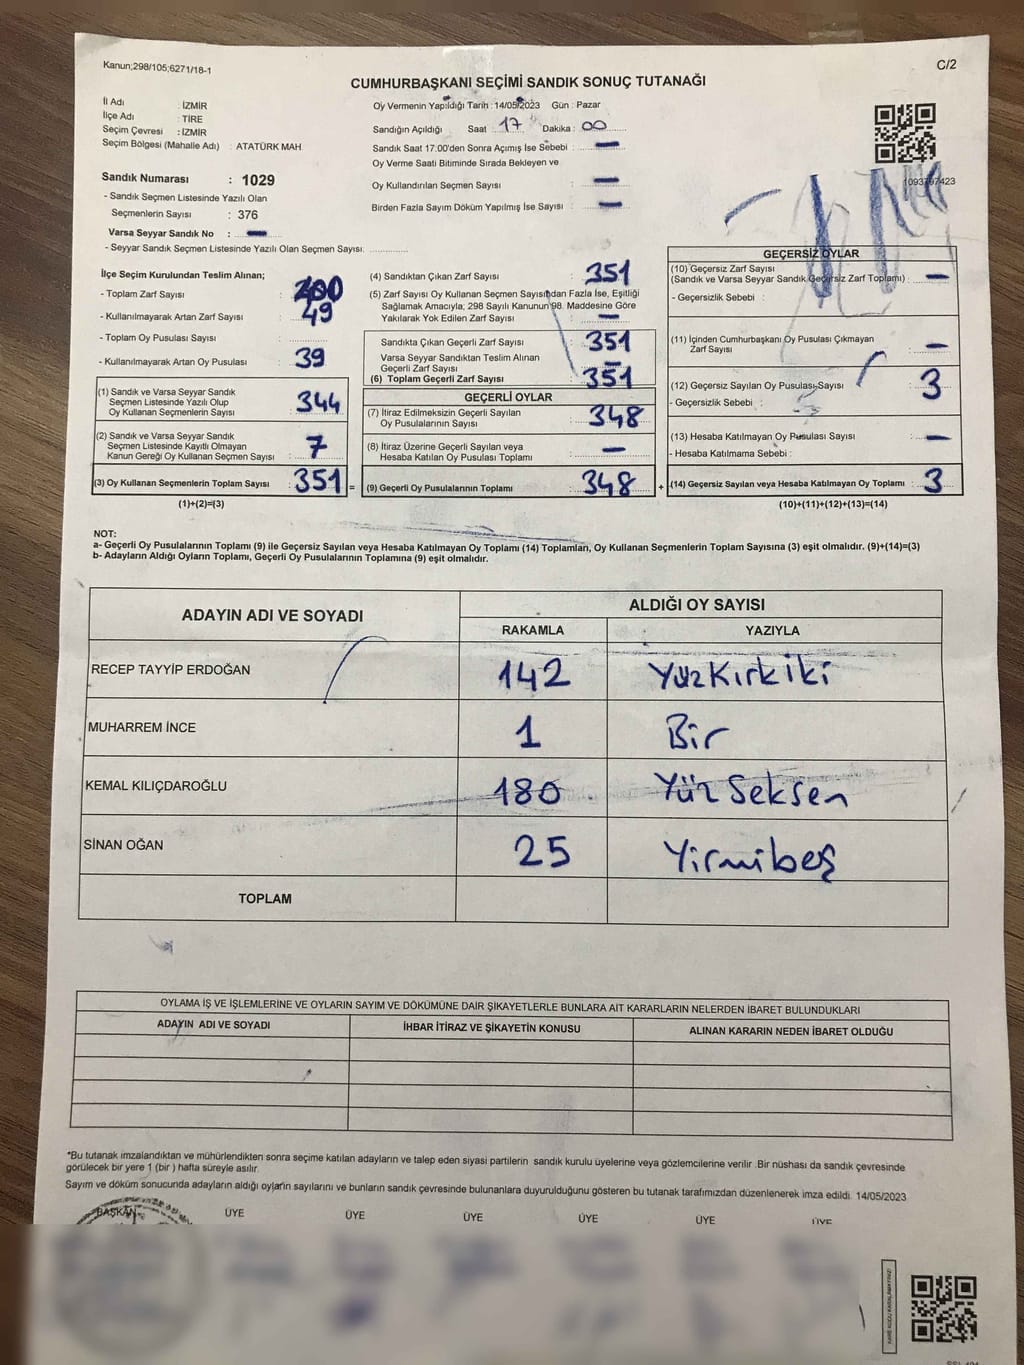 Kanun;298/105;6271/18-1
C/2
CUMHURBAŞKANI SEÇİMİ SANDIK SONUÇ TUTANAĞI
İl Adı : İZMİR
İlçe Adı : TİRE
Seçim Çevresi : İZMİR
Seçim Bölgesi (Mahalle Adı) : ATATÜRK MAH.
Sandık Numarası : 1029
- Sandık Seçmen Listesinde Yazılı Olan
Seçmenlerin Sayısı : 376
Varsa Seyyar Sandık No : —
- Seyyar Sandık Seçmen Listesinde Yazılı Olan Seçmen Sayısı:
Oy Vermenin Yapıldığı Tarih : 14/05/2023 Gün : Pazar
Sandığın Açıldığı Saat : 17 Dakika : 00
Sandık Saat 17:00'den Sonra Açımış İse Sebebi : —
Oy Verme Saati Bitiminde Sırada Bekleyen ve
Oy Kullandırılan Seçmen Sayısı : —
Birden Fazla Sayım Döküm Yapılmış İse Sayısı : —
İlçe Seçim Kurulundan Teslim Alınan;
- Toplam Zarf Sayısı : 400
- Kullanılmayarak Artan Zarf Sayısı : 49
- Toplam Oy Pusulası Sayısı :
- Kullanılmayarak Artan Oy Pusulası : 39
(1) Sandık ve Varsa Seyyar Sandık
Seçmen Listesinde Yazılı Olup
Oy Kullanan Seçmenlerin Sayısı : 344
(2) Sandık ve Varsa Seyyar Sandık
Seçmen Listesinde Kayıtlı Olmayan
Kanun Gereği Oy Kullanan Seçmen Sayısı : 7
(3) Oy Kullanan Seçmenlerin Toplam Sayısı : 351 =
(1)+(2)=(3)
(4) Sandıktan Çıkan Zarf Sayısı : 351
(5) Zarf Sayısı Oy Kullanan Seçmen Sayısından Fazla İse, Eşitliği
Sağlamak Amacıyla; 298 Sayılı Kanunun 98. Maddesine Göre
Yakılarak Yok Edilen Zarf Sayısı : —
Sandıkta Çıkan Geçerli Zarf Sayısı : 351
Varsa Seyyar Sandıktan Teslim Alınan
Geçerli Zarf Sayısı : —
(6) Toplam Geçerli Zarf Sayısı : 351
GEÇERLİ OYLAR
(7) İtiraz Edilmeksizin Geçerli Sayılan
Oy Pusulalarının Sayısı : 348
(8) İtiraz Üzerine Geçerli Sayılan veya
Hesaba Katılan Oy Pusulası Toplamı : —
(9) Geçerli Oy Pusulalarının Toplamı : 348 +
GEÇERSİZ OYLAR
(10) Geçersiz Zarf Sayısı
(Sandık ve Varsa Seyyar Sandık Geçersiz Zarf Toplamı) : —
- Geçersizlik Sebebi :
(11) İçinden Cumhurbaşkanı Oy Pusulası Çıkmayan
Zarf Sayısı : —
(12) Geçersiz Sayılan Oy Pusulası Sayısı : 3
- Geçersizlik Sebebi :
(13) Hesaba Katılmayan Oy Pusulası Sayısı : —
- Hesaba Katılmama Sebebi :
(14) Geçersiz Sayılan veya Hesaba Katılmayan Oy Toplamı : 3
(10)+(11)+(12)+(13)=(14)
NOT:
a- Geçerli Oy Pusulalarının Toplamı (9) ile Geçersiz Sayılan veya Hesaba Katılmayan Oy Toplamı (14) Toplamları, Oy Kullanan Seçmenlerin Toplam Sayısına (3) eşit olmalıdır. (9)+(14)=(3)
b- Adayların Aldığı Oyların Toplamı, Geçerli Oy Pusulalarının Toplamına (9) eşit olmalıdır.
ADAYIN ADI VE SOYADI ALDIĞI OY SAYISI
RAKAMLA YAZIYLA
RECEP TAYYİP ERDOĞAN 142 YüzKırkiki
MUHARREM İNCE 1 Bir
KEMAL KILIÇDAROĞLU 180 Yüz Seksen
SİNAN OĞAN 25 Yirmibeş
TOPLAM
OYLAMA İŞ VE İŞLEMLERİNE VE OYLARIN SAYIM VE DÖKÜMÜNE DAİR ŞİKAYETLERLE BUNLARA AİT KARARLARIN NELERDEN İBARET BULUNDUKLARI
ADAYIN ADI VE SOYADI İHBAR İTİRAZ VE ŞİKAYETİN KONUSU ALINAN KARARIN NEDEN İBARET OLDUĞU
*Bu tutanak imzalandıktan ve mühürlendikten sonra seçime katılan adayların ve talep eden siyasi partilerin sandık kurulu üyelerine veya gözlemcilerine verilir. Bir nüshası da sandık çevresinde
görülecek bir yere 1 (bir) hafta süreyle asılır.
Sayım ve döküm sonucunda adayların aldığı oyların sayılarını ve bunların sandık çevresinde bulunanlara duyurulduğunu gösteren bu tutanak tarafımızdan düzenlenerek imza edildi. 14/05/2023
BAŞKAN ÜYE ÜYE ÜYE ÜYE ÜYE ÜYE